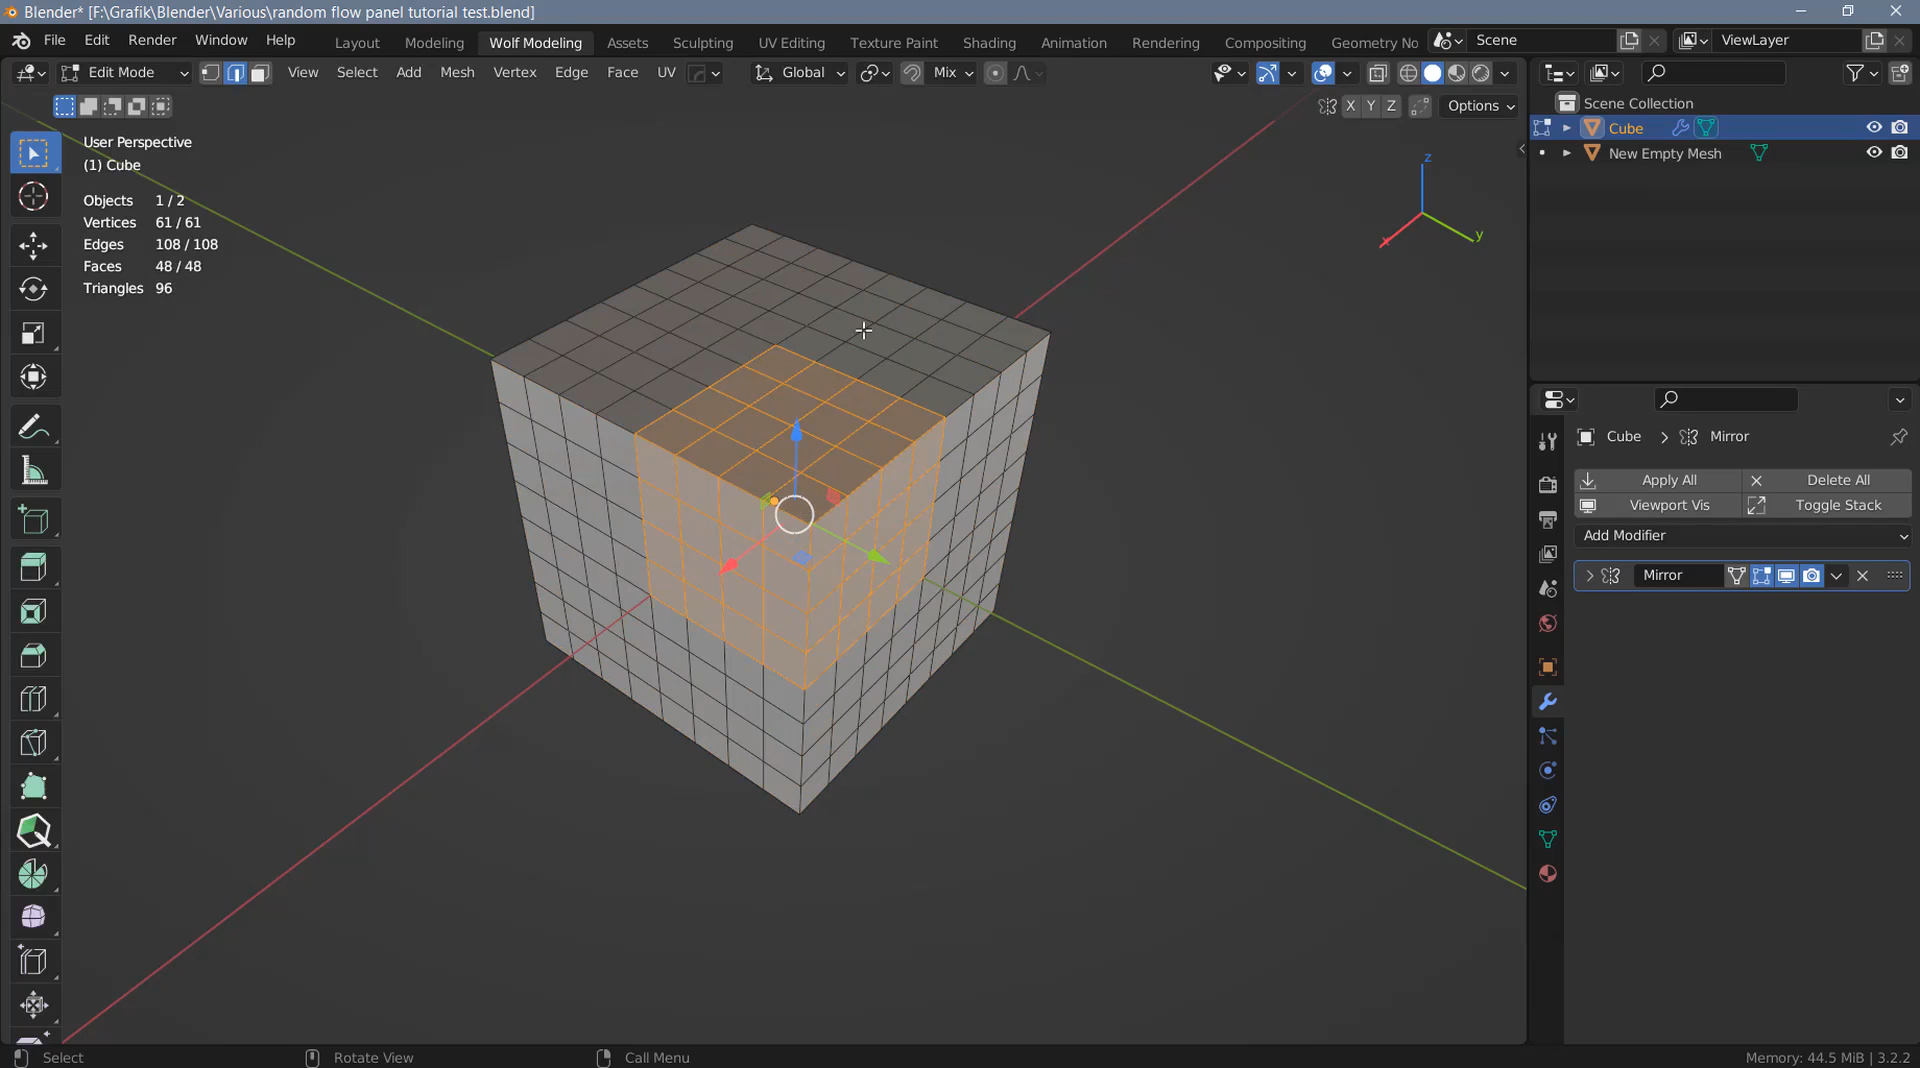 Blender* [F:\Grafik\Blender\Various\random flow panel tutorial test.blend]
File Edit Render Window Help Layout Modeling Wolf Modeling Assets Sculpting UV Editing Texture Paint Shading Animation Rendering Compositing Geometry No Scene ViewLayer
Edit Mode View Select Add Mesh Vertex Edge Face UV Global Mix
X Y Z Options
Scene Collection
Cube
New Empty Mesh
User Perspective
(1) Cube
Objects 1 / 2
Vertices 61 / 61
Edges 108 / 108
Faces 48 / 48
Triangles 96
z
x
y
Cube > Mirror
Apply All Delete All
Viewport Vis Toggle Stack
Add Modifier
Mirror
Select Rotate View Call Menu Memory: 44.5 MiB | 3.2.2